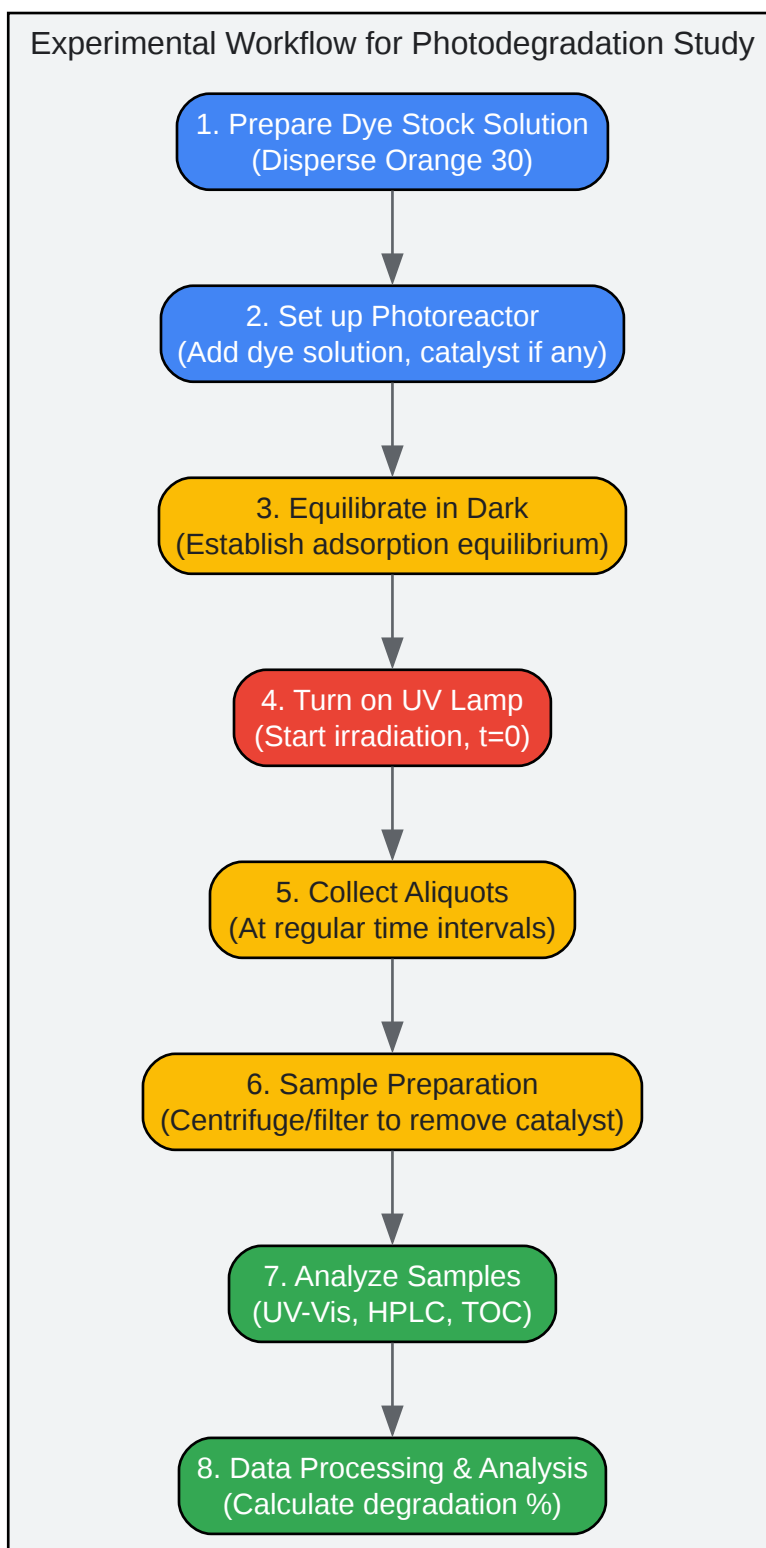 Experimental Workflow for Photodegradation Study
1. Prepare Dye Stock Solution
(Disperse Orange 30)
2. Set up Photoreactor
(Add dye solution, catalyst if any)
3. Equilibrate in Dark
(Establish adsorption equilibrium)
4. Turn on UV Lamp
(Start irradiation, t=0)
5. Collect Aliquots
(At regular time intervals)
6. Sample Preparation
(Centrifuge/filter to remove catalyst)
7. Analyze Samples
(UV-Vis, HPLC, TOC)
8. Data Processing & Analysis
(Calculate degradation %)